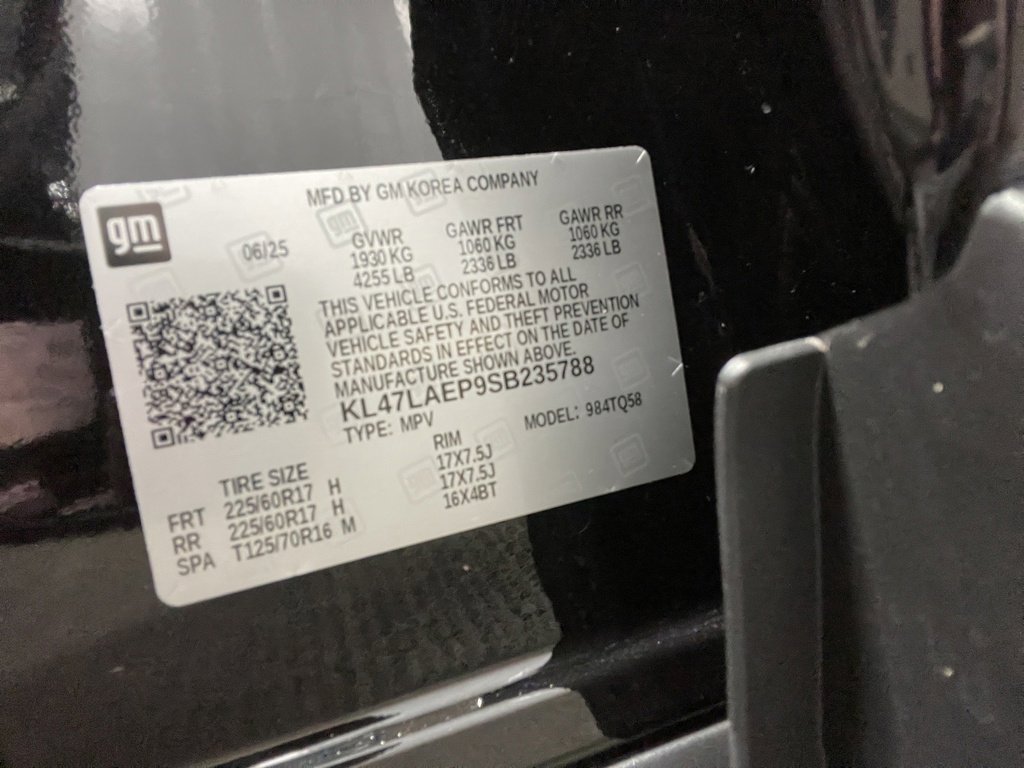 MFD BY GM KOREA COMPANY
gm
06/25
GVWR
1930 KG
4255 LB
GAWR FRT
1060 KG
2336 LB
GAWR RR
1060 KG
2336 LB
THIS VEHICLE CONFORMS TO ALL
APPLICABLE U.S. FEDERAL MOTOR
VEHICLE SAFETY AND THEFT PREVENTION
STANDARDS IN EFFECT ON THE DATE OF
MANUFACTURE SHOWN ABOVE.
KL47LAEP9SB235788
TYPE: MPV
MODEL: 984TQ58
TIRE SIZE
RIM
FRT 225/60R17 H 17X7.5J
RR 225/60R17 H 17X7.5J
SPA T125/70R16 M 16X4BT